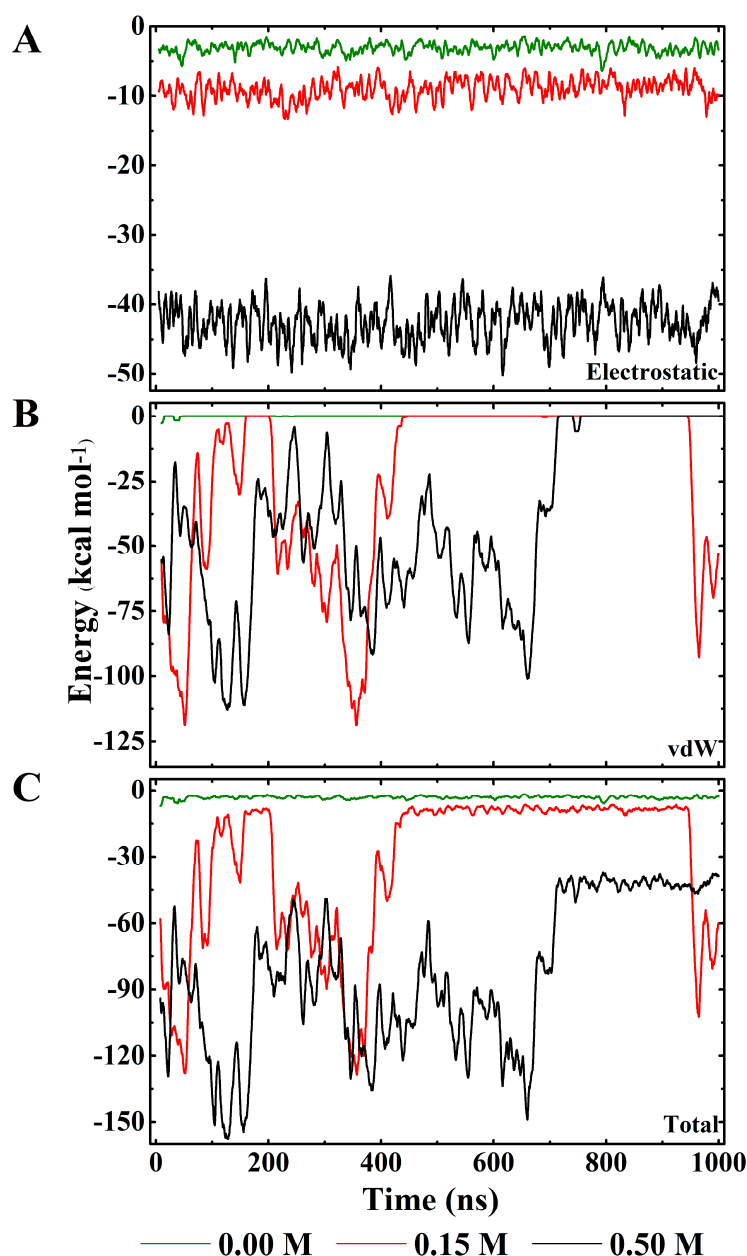 A
0
-10
-20
-30
-40
-50
Electrostatic
B
0
-25
-50
-75
-100
-125
vdW
Energy (kcal mol-1)
C
0
-30
-60
-90
-120
-150
Total
0 200 400 600 800 1000
Time (ns)
0.00 M 0.15 M 0.50 M